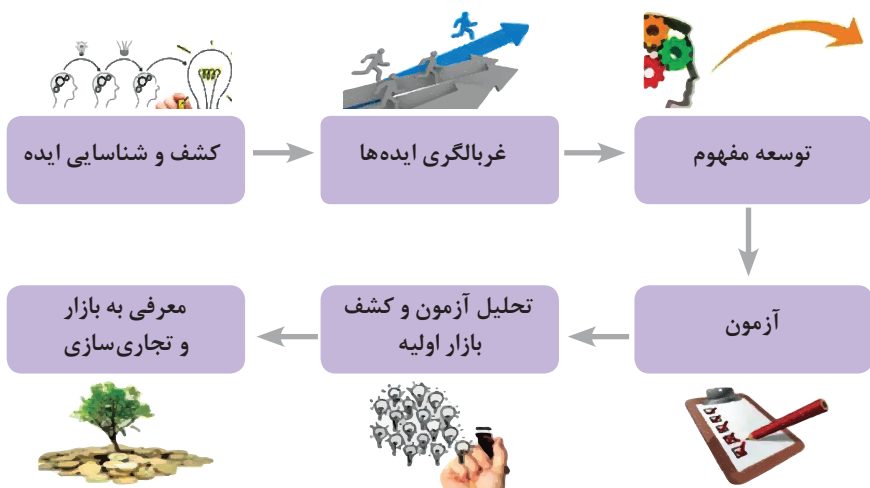 کشف و شناسایی ایده
غربالگری ایده‌ها
توسعه مفهوم
آزمون
تحلیل آزمون و کشف
بازار اولیه
معرفی به بازار
و تجاری‌سازی